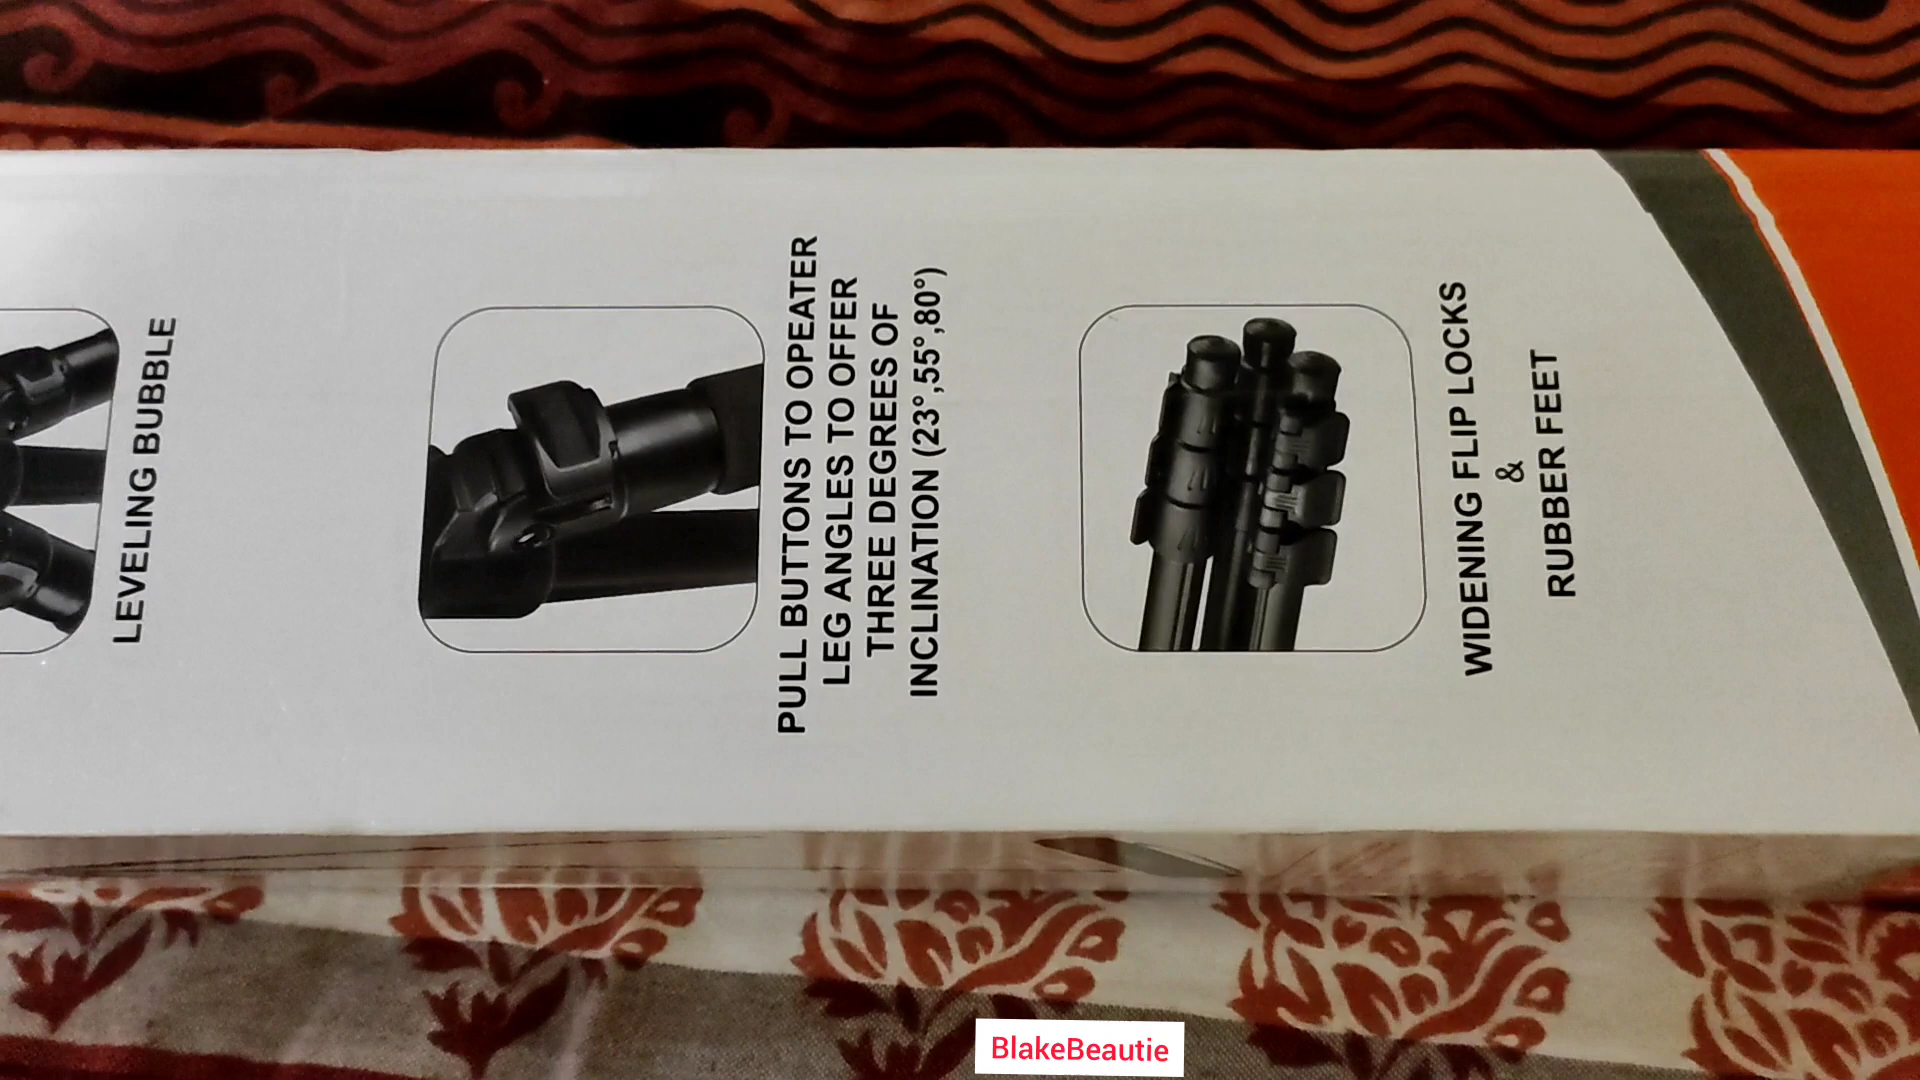 LEVELING BUBBLE
PULL BUTTONS TO OPEATER
LEG ANGLES TO OFFER
THREE DEGREES OF
INCLINATION (23°,55°,80°)
WIDENING FLIP LOCKS
&
RUBBER FEET
BlakeBeautie